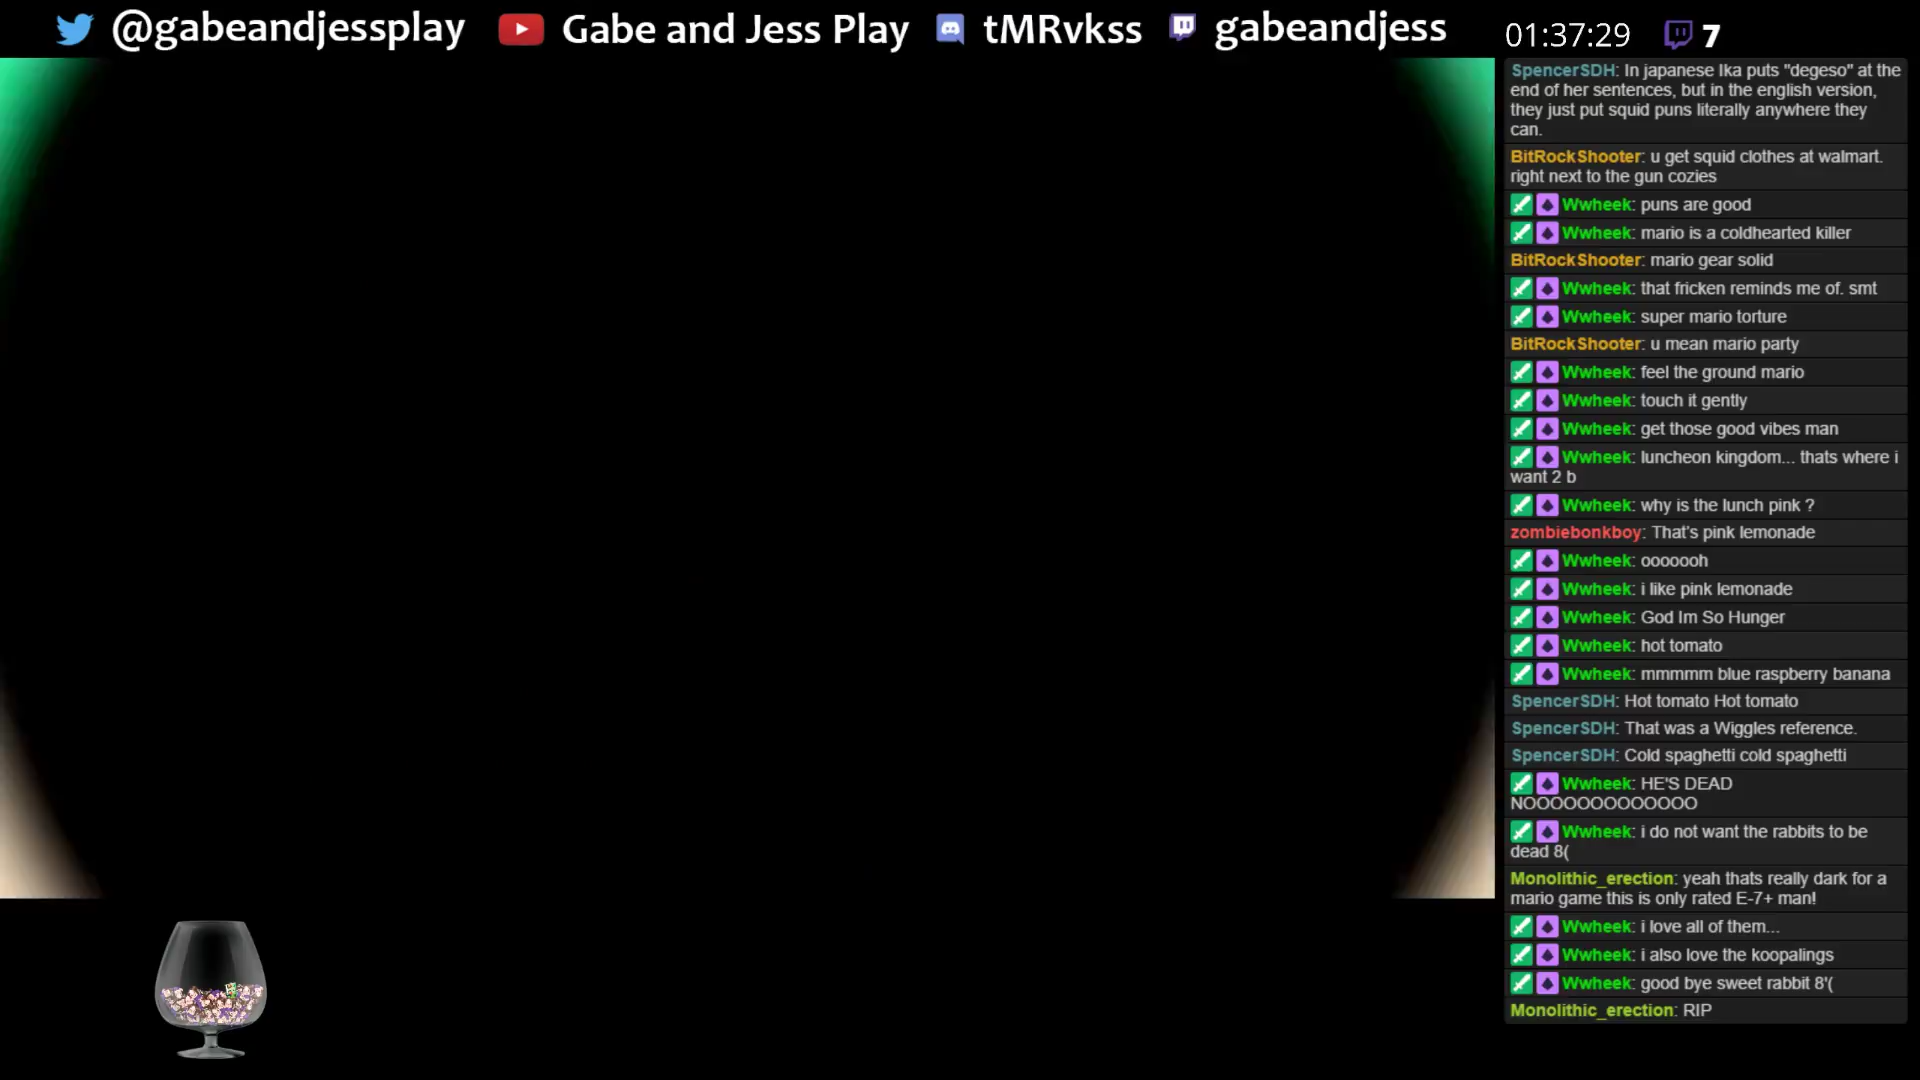 @gabeandjessplay Gabe and Jess Play tMRvkss gabeandjess 01:37:29 7
SpencerSDH: In japanese Ika puts "degeso" at the
end of her sentences, but in the english version,
they just put squid puns literally anywhere they
can.
BitRockShooter: u get squid clothes at walmart.
right next to the gun cozies
Wwheek: puns are good
Wwheek: mario is a coldhearted killer
BitRockShooter: mario gear solid
Wwheek: that fricken reminds me of. smt
Wwheek: super mario torture
BitRockShooter: u mean mario party
Wwheek: feel the ground mario
Wwheek: touch it gently
Wwheek: get those good vibes man
Wwheek: luncheon kingdom... thats where i
want 2 b
Wwheek: why is the lunch pink ?
zombiebonkboy: That's pink lemonade
Wwheek: ooooooh
Wwheek: i like pink lemonade
Wwheek: God Im So Hunger
Wwheek: hot tomato
Wwheek: mmmmm blue raspberry banana
SpencerSDH: Hot tomato Hot tomato
SpencerSDH: That was a Wiggles reference.
SpencerSDH: Cold spaghetti cold spaghetti
Wwheek: HE'S DEAD
NOOOOOOOOOOOOO
Wwheek: i do not want the rabbits to be
dead 8(
Monolithic_erection: yeah thats really dark for a
mario game this is only rated E-7+ man!
Wwheek: i love all of them...
Wwheek: i also love the koopalings
Wwheek: good bye sweet rabbit 8'(
Monolithic_erection: RIP